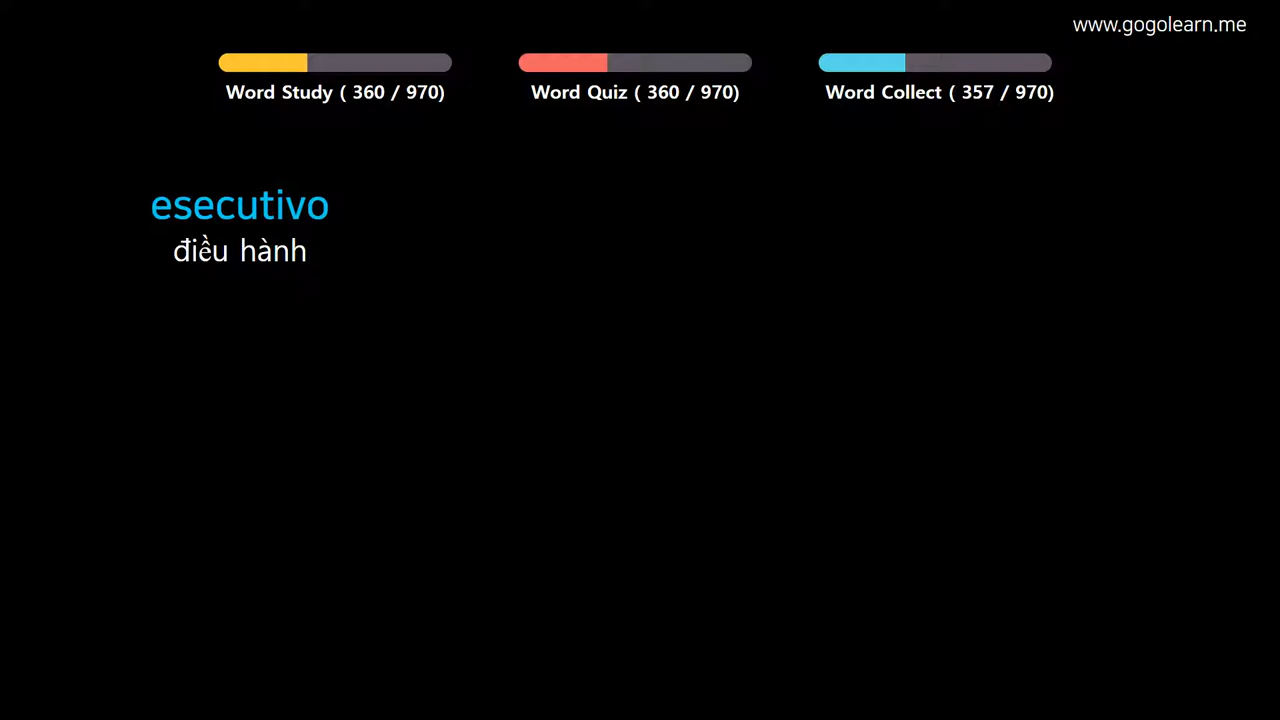 www.gogolearn.me
Word Study ( 360 / 970)
Word Quiz ( 360 / 970)
Word Collect ( 357 / 970)
esecutivo
điều hành